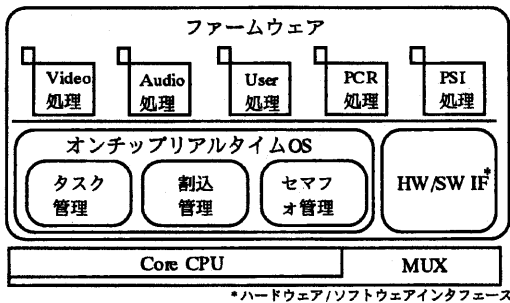 ファームウェア
Video Audio User PCR PSI
処理 処理 処理 処理 処理
オンチップリアルタイムOS
タスク 割込 セマフ HW/SW IF*
管理 管理 ォ管理
Core CPU MUX
*ハードウェア/ソフトウェアインタフェース